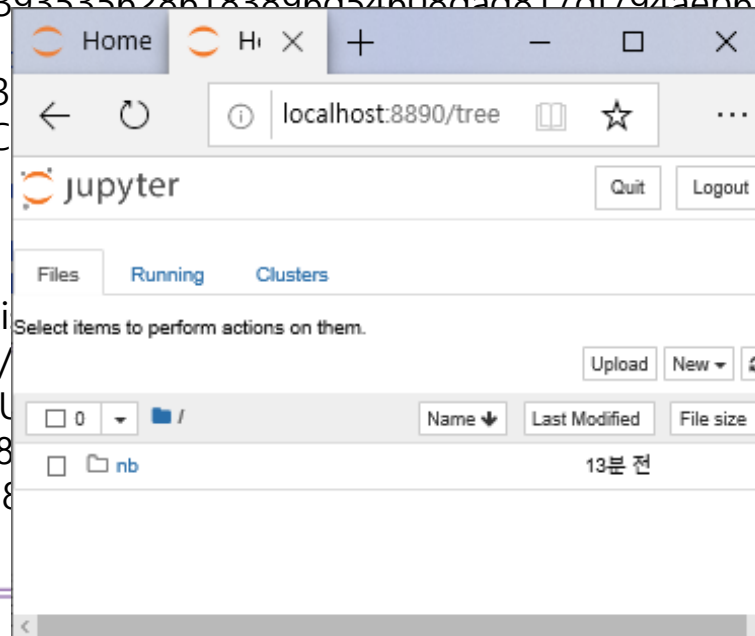 Home
localhost:8890/tree
jupyter Quit Logout
Files Running Clusters
Select items to perform actions on them.
Upload New
0 / Name Last Modified File size
nb 13분 전